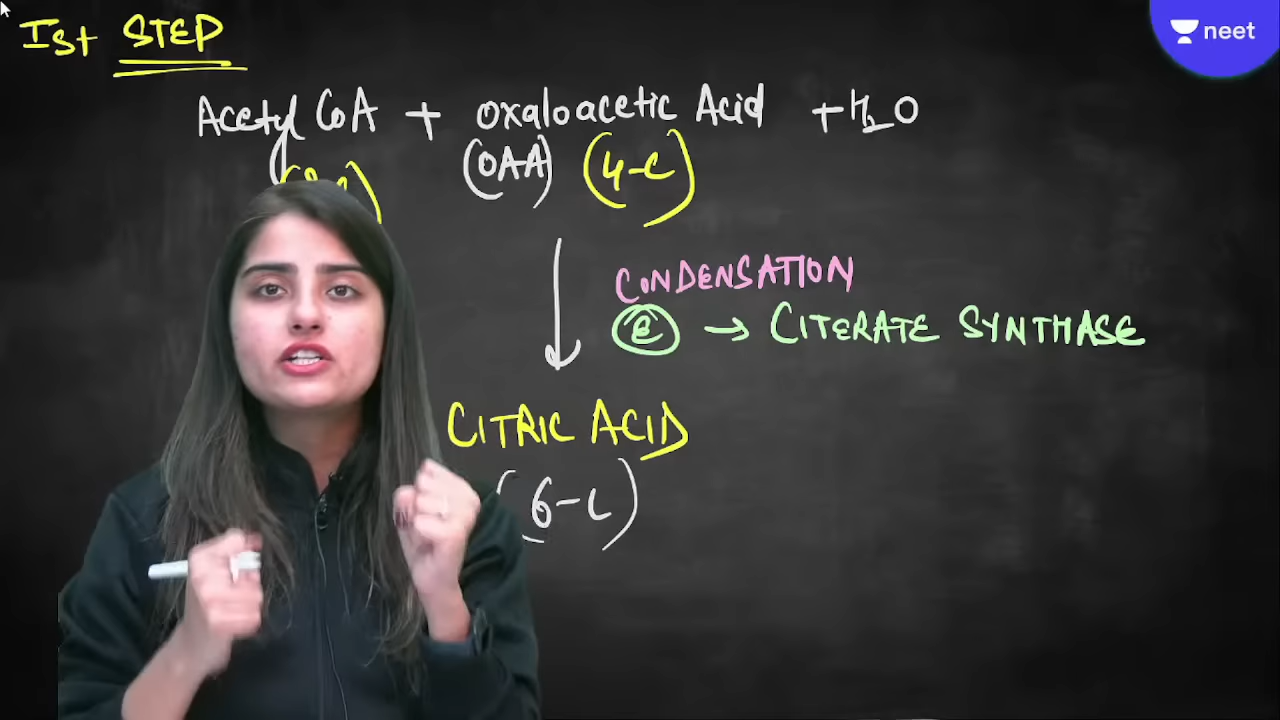 Ist STEP
neet
Acetyl CoA + oxaloacetic Acid + H2O
(OAA) (4-C)
CONDENSATION
(E) → CITERATE SYNTHASE
CITRIC ACID
(6-C)